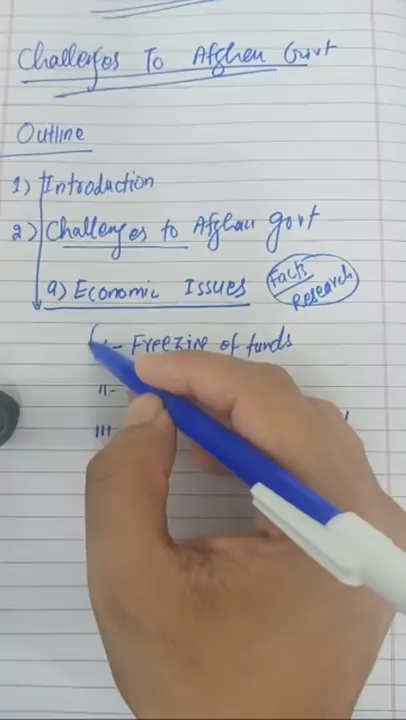 Challenges To Afghan Govt
Outline
1) Introduction
2) Challenges to Afghan govt
a) Economic Issues
Facts
Research
i- Freezing of funds
ii-
iii-